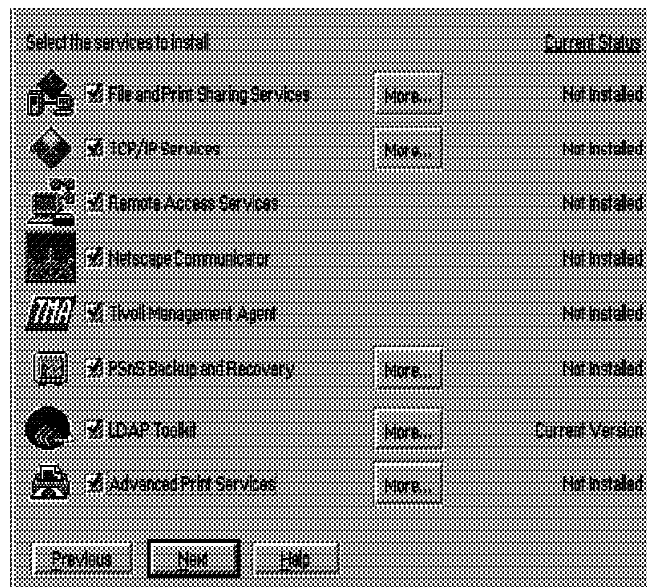 Select the services to install Current Status
File and Print Sharing Services More... Not Installed
TCP/IP Services More... Not Installed
Remote Access Services Not Installed
Netscape Communicator Not Installed
TMA Tivoli Management Agent Not Installed
PSnS Backup and Recovery More... Not Installed
LDAP Toolkit More... Current Version
Advanced Print Services More... Not Installed
Previous Next Help